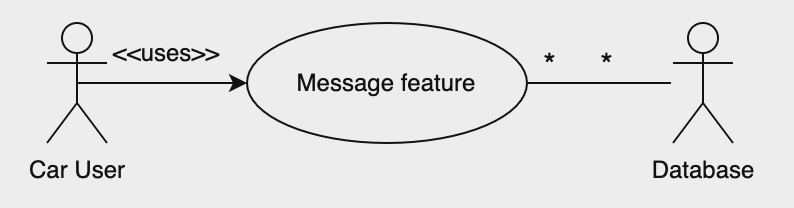 <<uses>>
Message feature
* *
Car User
Database